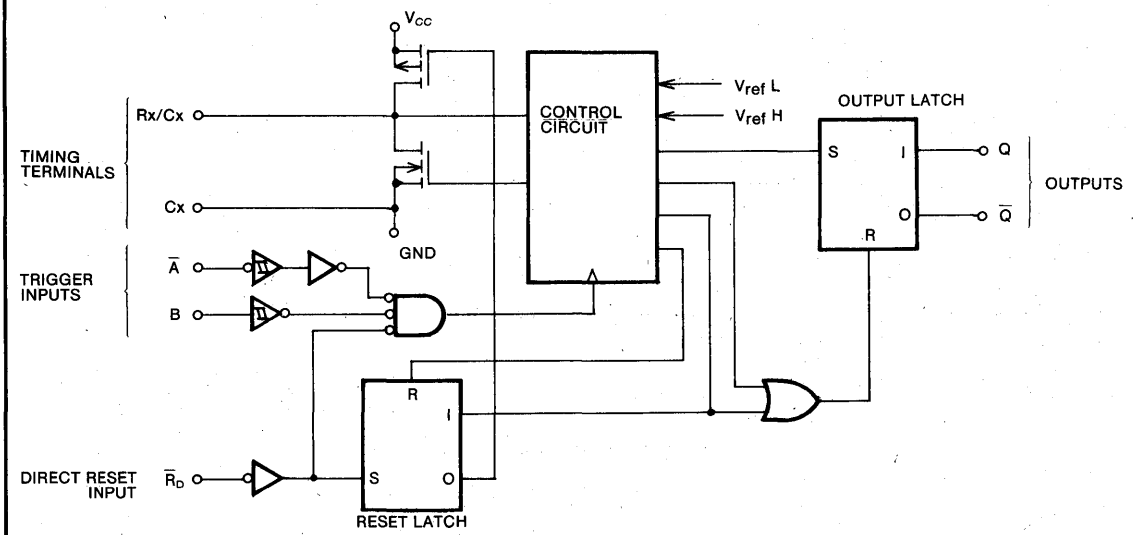 VCC
Rx/Cx
TIMING
TERMINALS
Cx
GND
CONTROL
CIRCUIT
Vref L
Vref H
OUTPUT LATCH
S
I
Q
O
Q̅
R
OUTPUTS
TRIGGER
INPUTS
A̅
B
R
I
S
O
DIRECT RESET
INPUT
R̅D
RESET LATCH